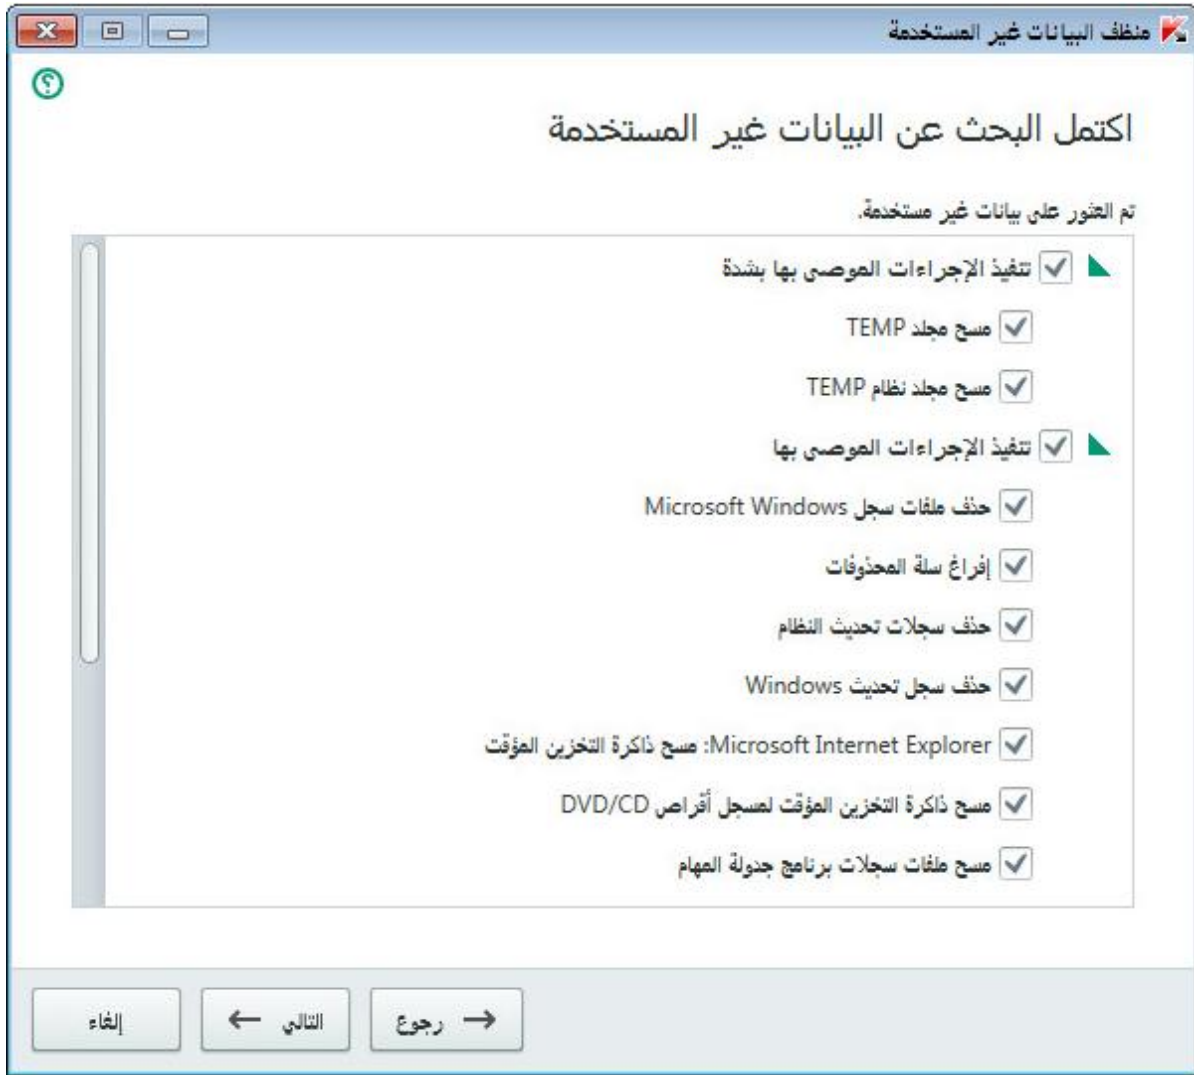 منظف البيانات غير المستخدمة
اكتمل البحث عن البيانات غير المستخدمة
تم العثور على بيانات غير مستخدمة.
تنفيذ الإجراءات الموصى بها بشدة
مسح مجلد TEMP
مسح مجلد نظام TEMP
تنفيذ الإجراءات الموصى بها
حذف ملفات سجل Microsoft Windows
إفراغ سلة المحذوفات
حذف سجلات تحديث النظام
حذف سجل تحديث Windows
Microsoft Internet Explorer: مسح ذاكرة التخزين المؤقت
مسح ذاكرة التخزين المؤقت لمسجل أقراص DVD/CD
مسح ملفات سجلات برنامج جدولة المهام
→ رجوع
التالي ←
إلغاء